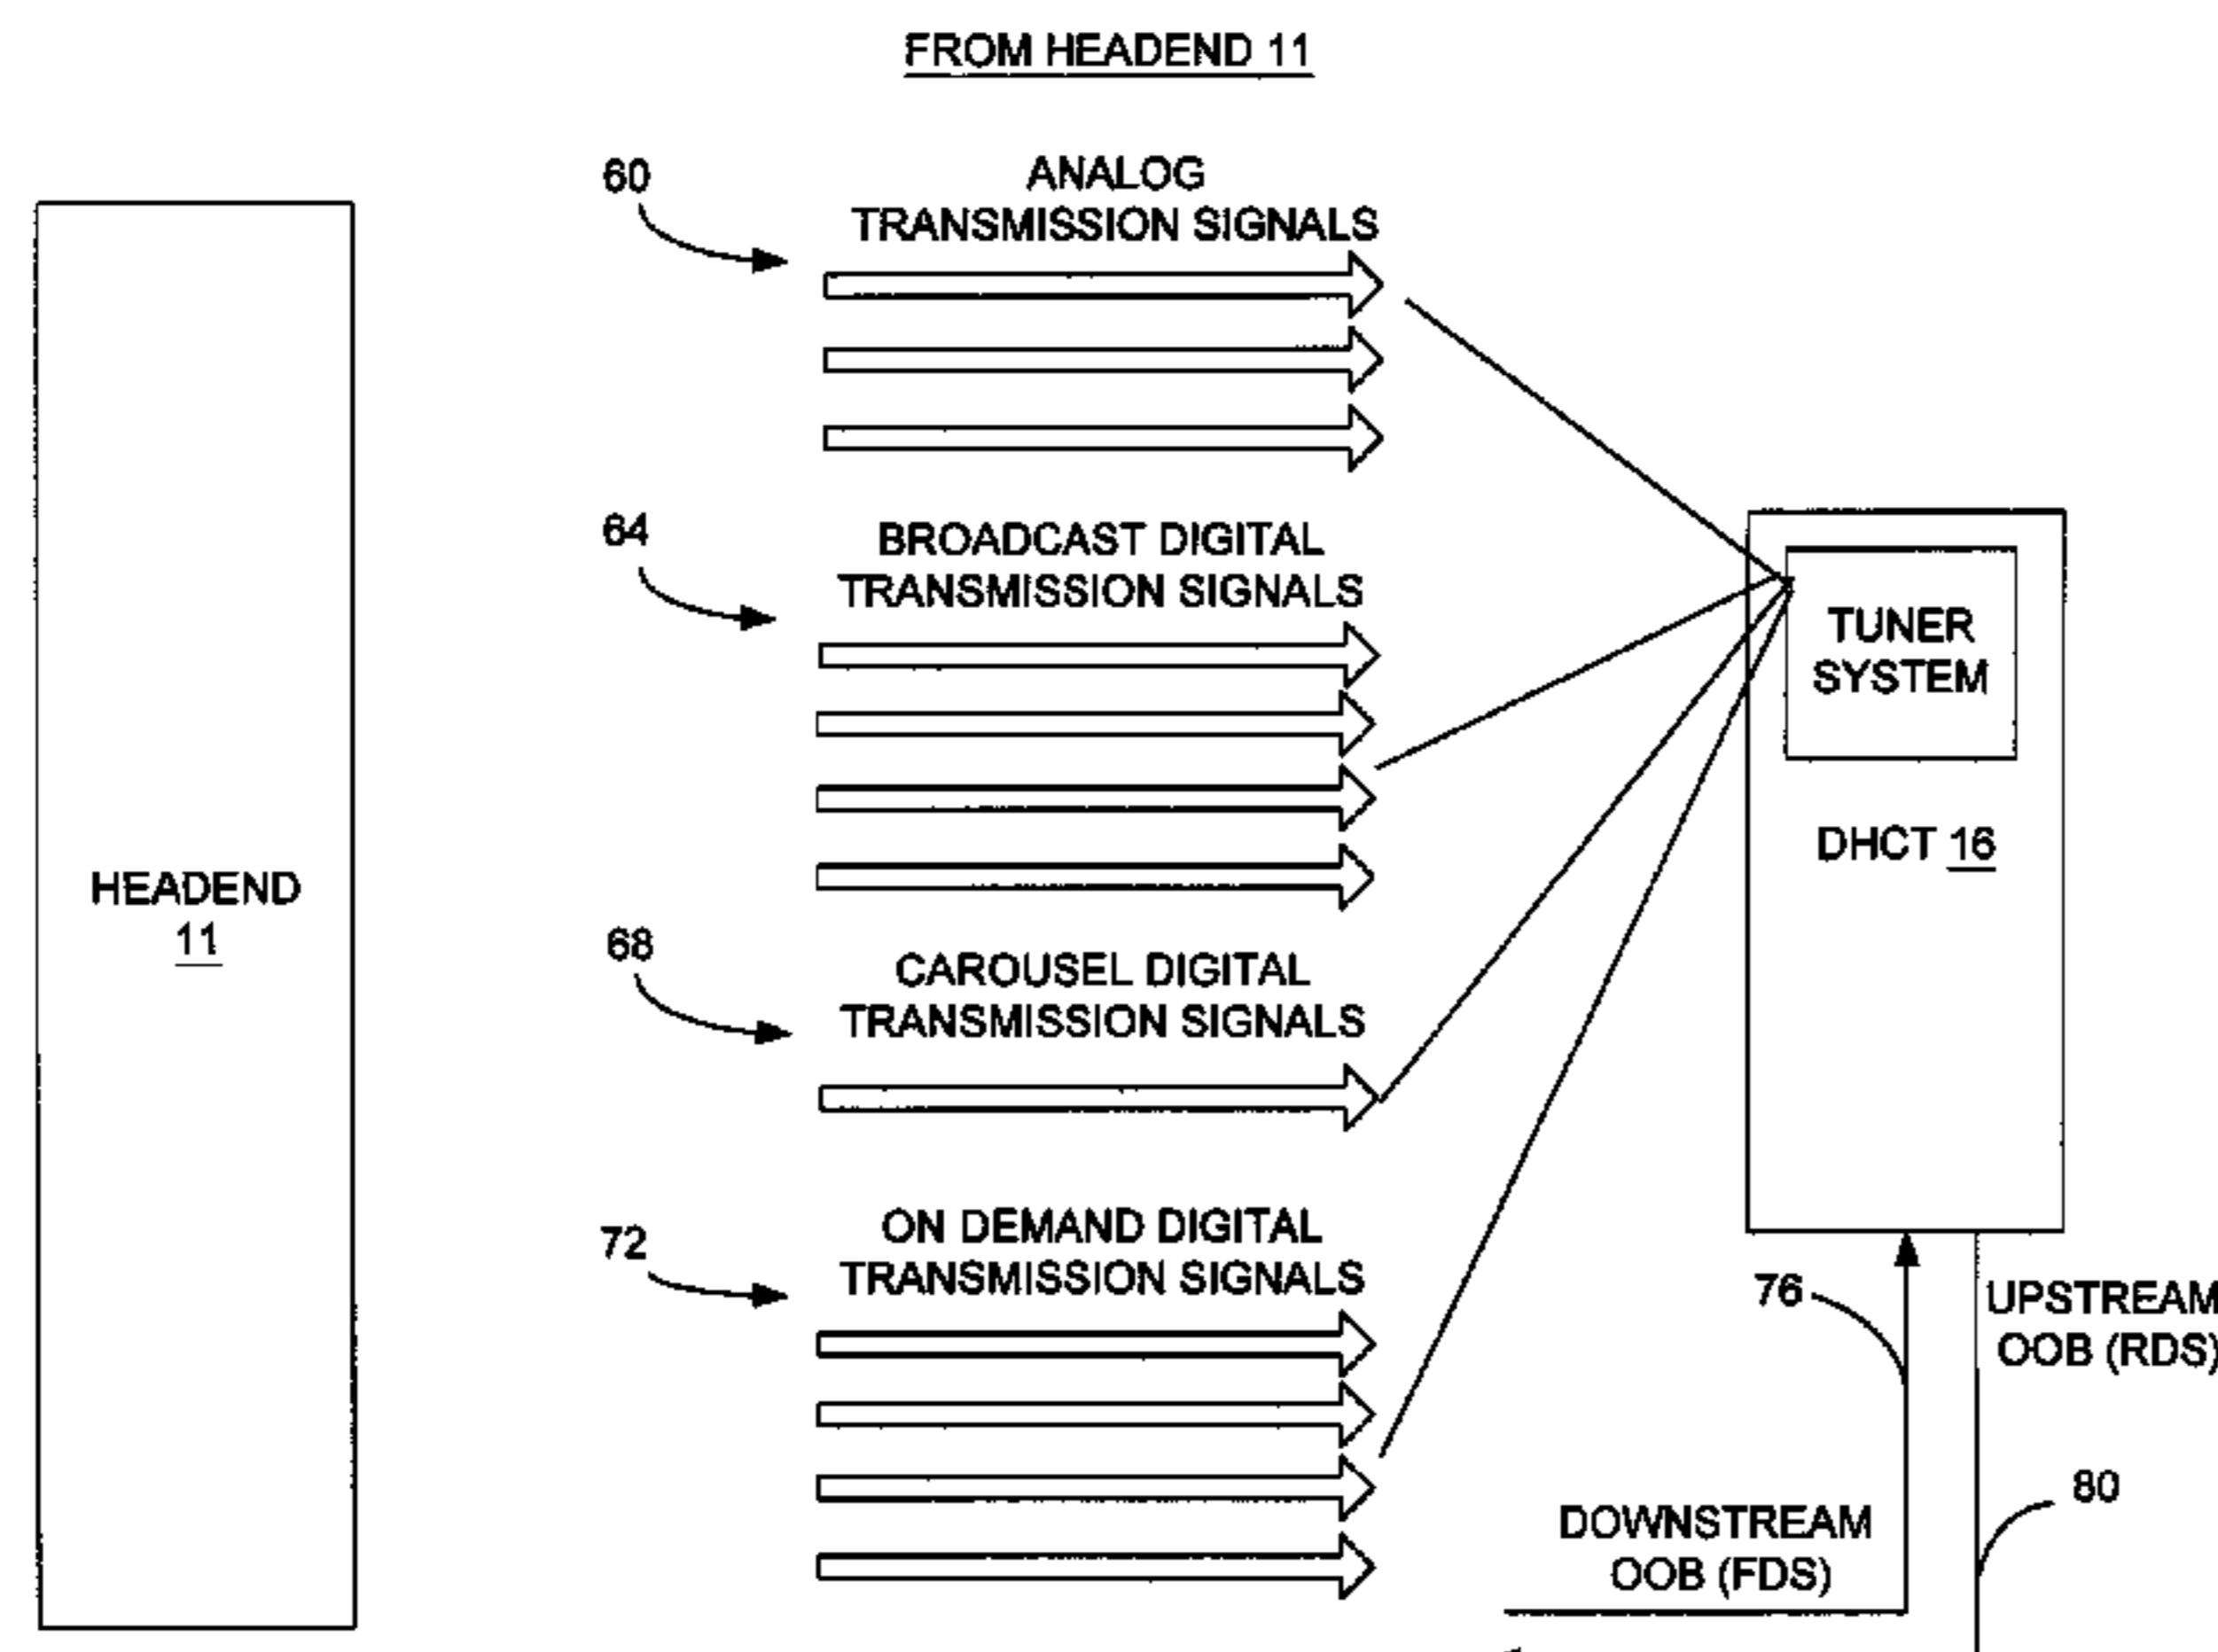 FROM HEADEND 11
60
ANALOG
TRANSMISSION SIGNALS
64
BROADCAST DIGITAL
TRANSMISSION SIGNALS
TUNER
SYSTEM
DHCT 16
HEADEND
11
68
CAROUSEL DIGITAL
TRANSMISSION SIGNALS
72
ON DEMAND DIGITAL
TRANSMISSION SIGNALS
76
UPSTREAM
OOB (RDS)
80
DOWNSTREAM
OOB (FDS)